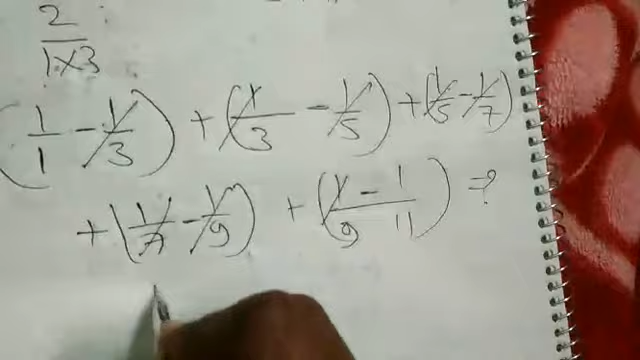 2
1×3
(1/1 - 1/3) + (1/3 - 1/5) + (1/5 - 1/7)
+ (1/7 - 1/9) + (1/9 - 1/11) = ?